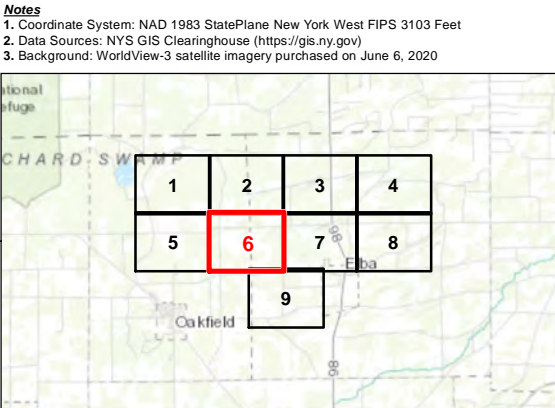 Notes
1. Coordinate System: NAD 1983 StatePlane New York West FIPS 3103 Feet
2. Data Sources: NYS GIS Clearinghouse (https://gis.ny.gov)
3. Background: WorldView-3 satellite imagery purchased on June 6, 2020
ational
efuge
CHARD SWAMP
1 2 3 4
5 6 7 8
98
Elba
9
Oakfield
98